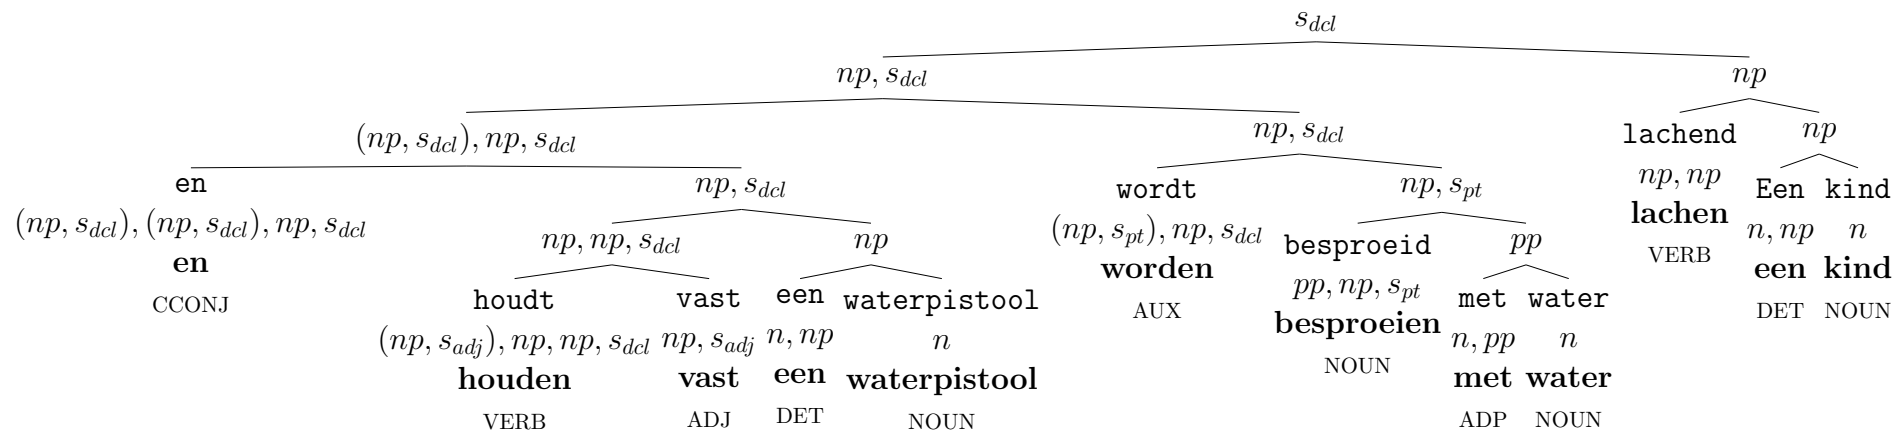 s_dcl
np, s_dcl np
(np, s_dcl), np, s_dcl np, s_dcl lachend np
en np, s_dcl wordt np, s_pt np, np Een kind
(np, s_dcl), (np, s_dcl), np, s_dcl np, np, s_dcl np (np, s_pt), np, s_dcl besproeid pp lachen n, np n
en houdt vast een waterpistool worden pp, np, s_pt met water VERB een kind
CCONJ (np, s_adj), np, np, s_dcl np, s_adj n, np n AUX besproeien n, pp n DET NOUN
houden vast een waterpistool NOUN met water
VERB ADJ DET NOUN ADP NOUN